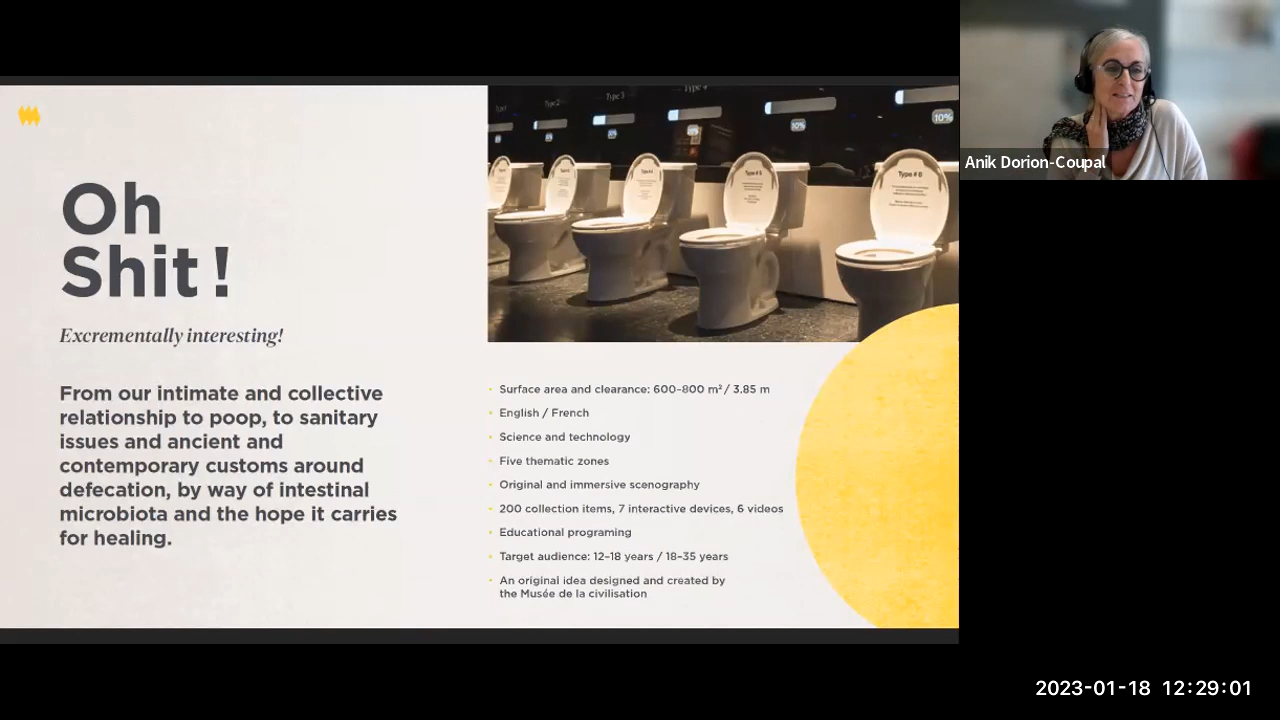 Oh
Shit !
Excrementally interesting!
From our intimate and collective
relationship to poop, to sanitary
issues and ancient and
contemporary customs around
defecation, by way of intestinal
microbiota and the hope it carries
for healing.
Type 3
10%
10%
Type # 5
Type # 6
• Surface area and clearance: 600–800 m² / 3.85 m
• English / French
• Science and technology
• Five thematic zones
• Original and immersive scenography
• 200 collection items, 7 interactive devices, 6 videos
• Educational programing
• Target audience: 12–18 years / 18–35 years
• An original idea designed and created by
the Musée de la civilisation
Anik Dorion-Coupal
2023-01-18 12:29:01